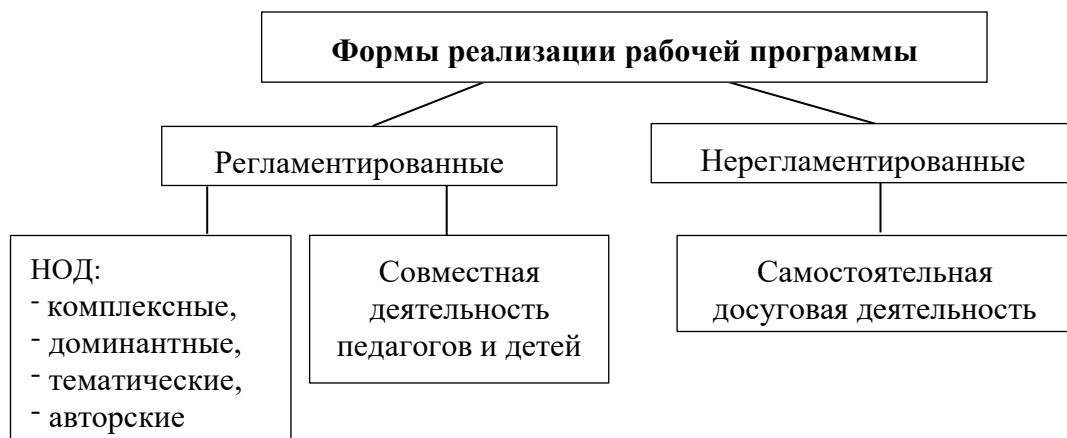 Формы реализации рабочей программы
Регламентированные
Нерегламентированные
НОД:
- комплексные,
- доминантные,
- тематические,
- авторские
Совместная
деятельность
педагогов и детей
Самостоятельная
досуговая деятельность